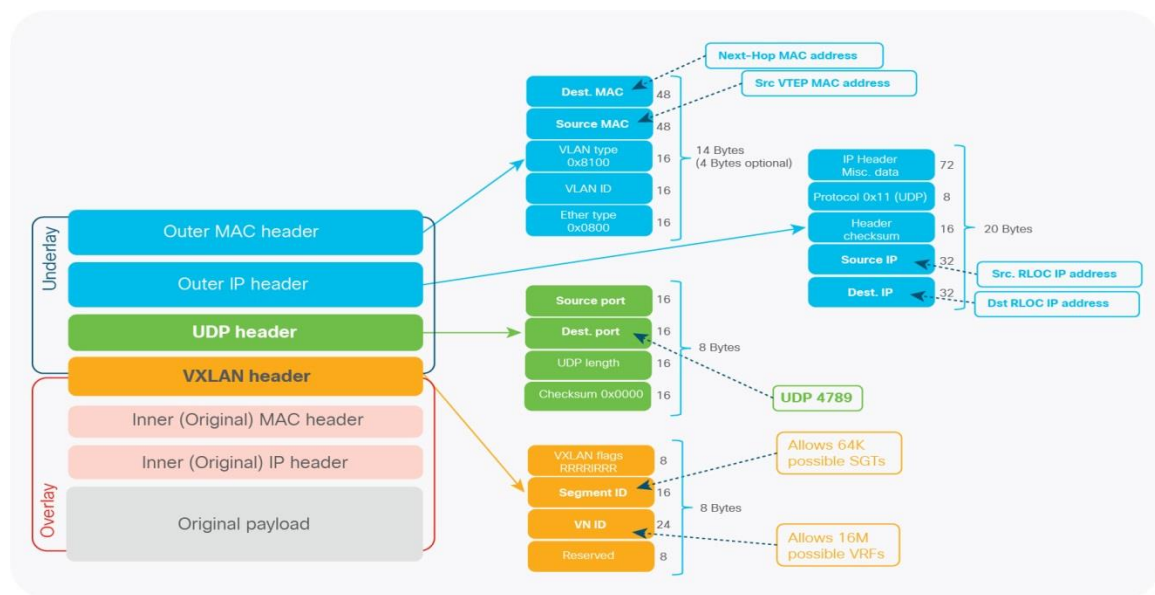 Underlay
Outer MAC header
Outer IP header
UDP header
VXLAN header
Overlay
Inner (Original) MAC header
Inner (Original) IP header
Original payload
Next-Hop MAC address
Src VTEP MAC address
Dest. MAC
48
Source MAC
48
VLAN type
0x8100
16
VLAN ID
16
Ether type
0x0800
16
14 Bytes
(4 Bytes optional)
IP Header
Misc. data
72
Protocol 0x11 (UDP)
8
Header
checksum
16
Source IP
32
Dest. IP
32
20 Bytes
Src. RLOC IP address
Dst RLOC IP address
Source port
16
Dest. port
16
UDP length
16
Checksum 0x0000
16
8 Bytes
UDP 4789
VXLAN flags
RRRRIRRR
8
Segment ID
16
VN ID
24
Reserved
8
8 Bytes
Allows 64K
possible SGTs
Allows 16M
possible VRFs